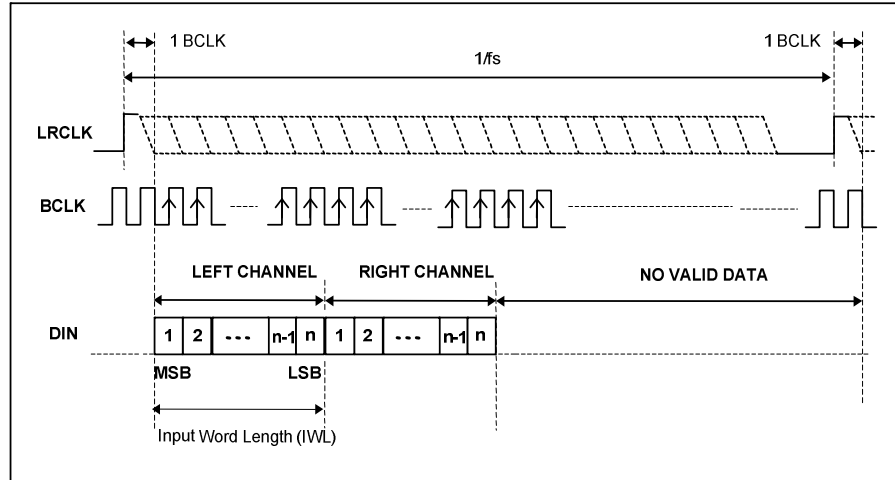 1 BCLK 1 BCLK
1/fs
LRCLK
BCLK
LEFT CHANNEL RIGHT CHANNEL NO VALID DATA
DIN 1 2 --- n-1 n 1 2 --- n-1 n
MSB LSB
Input Word Length (IWL)